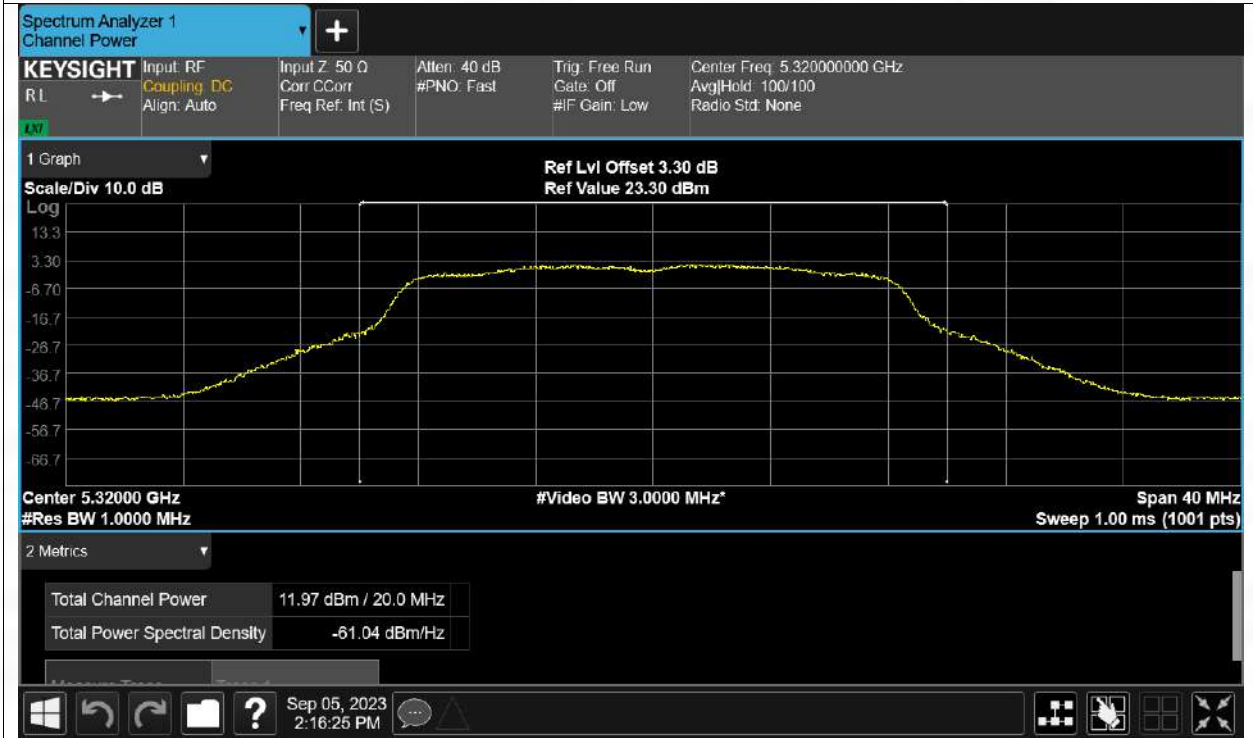 Spectrum Analyzer 1
Channel Power
+
KEYSIGHT
RL
LXI
Input: RF
Coupling: DC
Align: Auto
Input Z: 50 Ω
Corr CCorr
Freq Ref: Int (S)
Atten: 40 dB
#PNO: Fast
Trig: Free Run
Gate: Off
#IF Gain: Low
Center Freq: 5.320000000 GHz
Avg|Hold: 100/100
Radio Std: None
1 Graph
Scale/Div 10.0 dB
Ref Lvl Offset 3.30 dB
Ref Value 23.30 dBm
Log
13.3
3.30
-6.70
-16.7
-26.7
-36.7
-46.7
-56.7
-66.7
Center 5.32000 GHz
#Res BW 1.0000 MHz
#Video BW 3.0000 MHz*
Span 40 MHz
Sweep 1.00 ms (1001 pts)
2 Metrics
Total Channel Power 11.97 dBm / 20.0 MHz
Total Power Spectral Density -61.04 dBm/Hz
?
Sep 05, 2023
2:16:25 PM